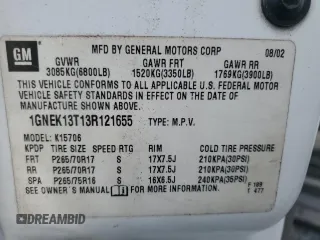 GM
MFD BY GENERAL MOTORS CORP 08/02
GVWR GAWR FRT GAWR RR
3085KG(6800LB) 1520KG(3350LB) 1769KG(3900LB)
THIS VEHICLE CONFORMS TO ALL APPLICABLE U.S. FEDERAL
MOTOR VEHICLE SAFETY STANDARDS IN EFFECT ON THE DATE
OF MANUFACTURE SHOWN ABOVE.
1GNEK13T13R121655 TYPE: M.P.V.
MODEL: K15706
KPDP TIRE SIZE SPEED RTG RIM COLD TIRE PRESSURE
FRT P265/70R17 S 17X7.5J 210KPA(30PSI)
RR P265/70R17 S 17X7.5J 210KPA(30PSI)
SPA P265/75R16 S 16X6.5J 240KPA(35PSI)
SEE OWNER'S MANUAL FOR ADDITIONAL INFORMATION